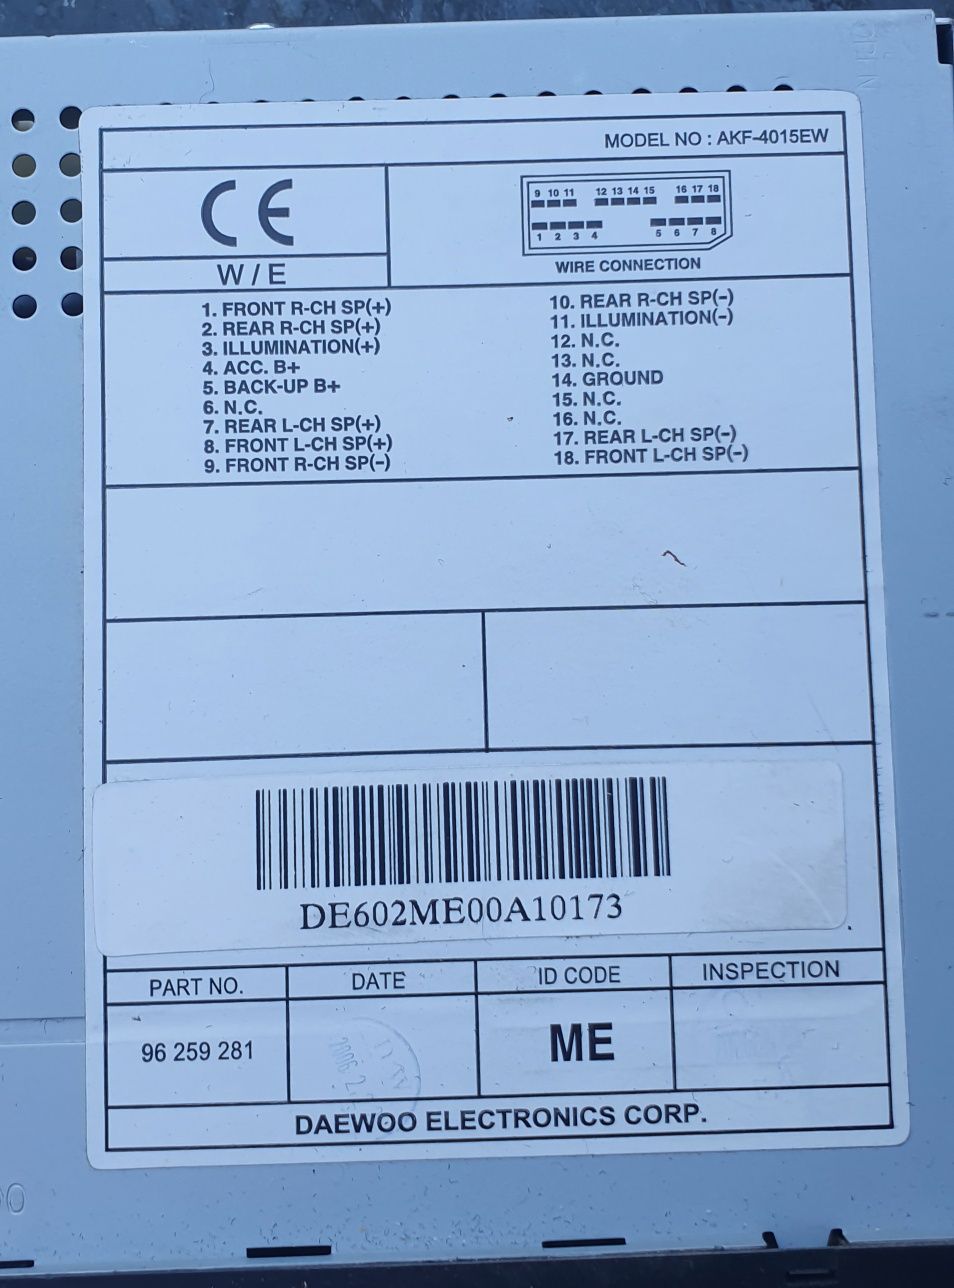 MODEL NO : AKF-4015EW
CE
W / E
9 10 11 12 13 14 15 16 17 18
1 2 3 4 5 6 7 8
WIRE CONNECTION
1. FRONT R-CH SP(+)
2. REAR R-CH SP(+)
3. ILLUMINATION(+)
4. ACC. B+
5. BACK-UP B+
6. N.C.
7. REAR L-CH SP(+)
8. FRONT L-CH SP(+)
9. FRONT R-CH SP(-)
10. REAR R-CH SP(-)
11. ILLUMINATION(-)
12. N.C.
13. N.C.
14. GROUND
15. N.C.
16. N.C.
17. REAR L-CH SP(-)
18. FRONT L-CH SP(-)
DE602ME00A10173
PART NO. DATE ID CODE INSPECTION
96 259 281 ME
DAEWOO ELECTRONICS CORP.